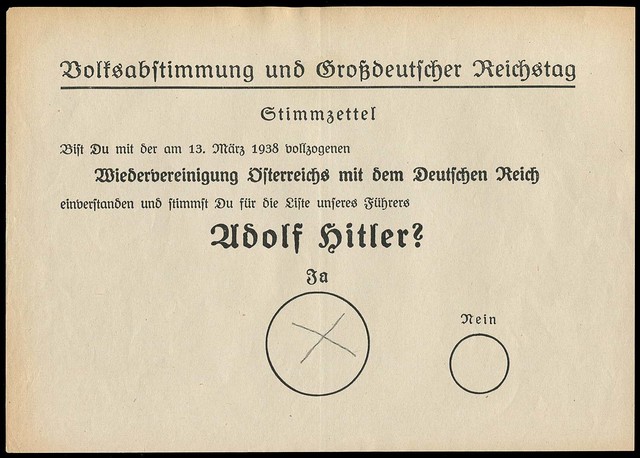 Volksabstimmung und Großdeutscher Reichstag
Stimmzettel
Bist Du mit der am 13. März 1938 vollzogenen
Wiedervereinigung Österreichs mit dem Deutschen Reich
einverstanden und stimmst Du für die Liste unseres Führers
Adolf Hitler?
Ja
Nein